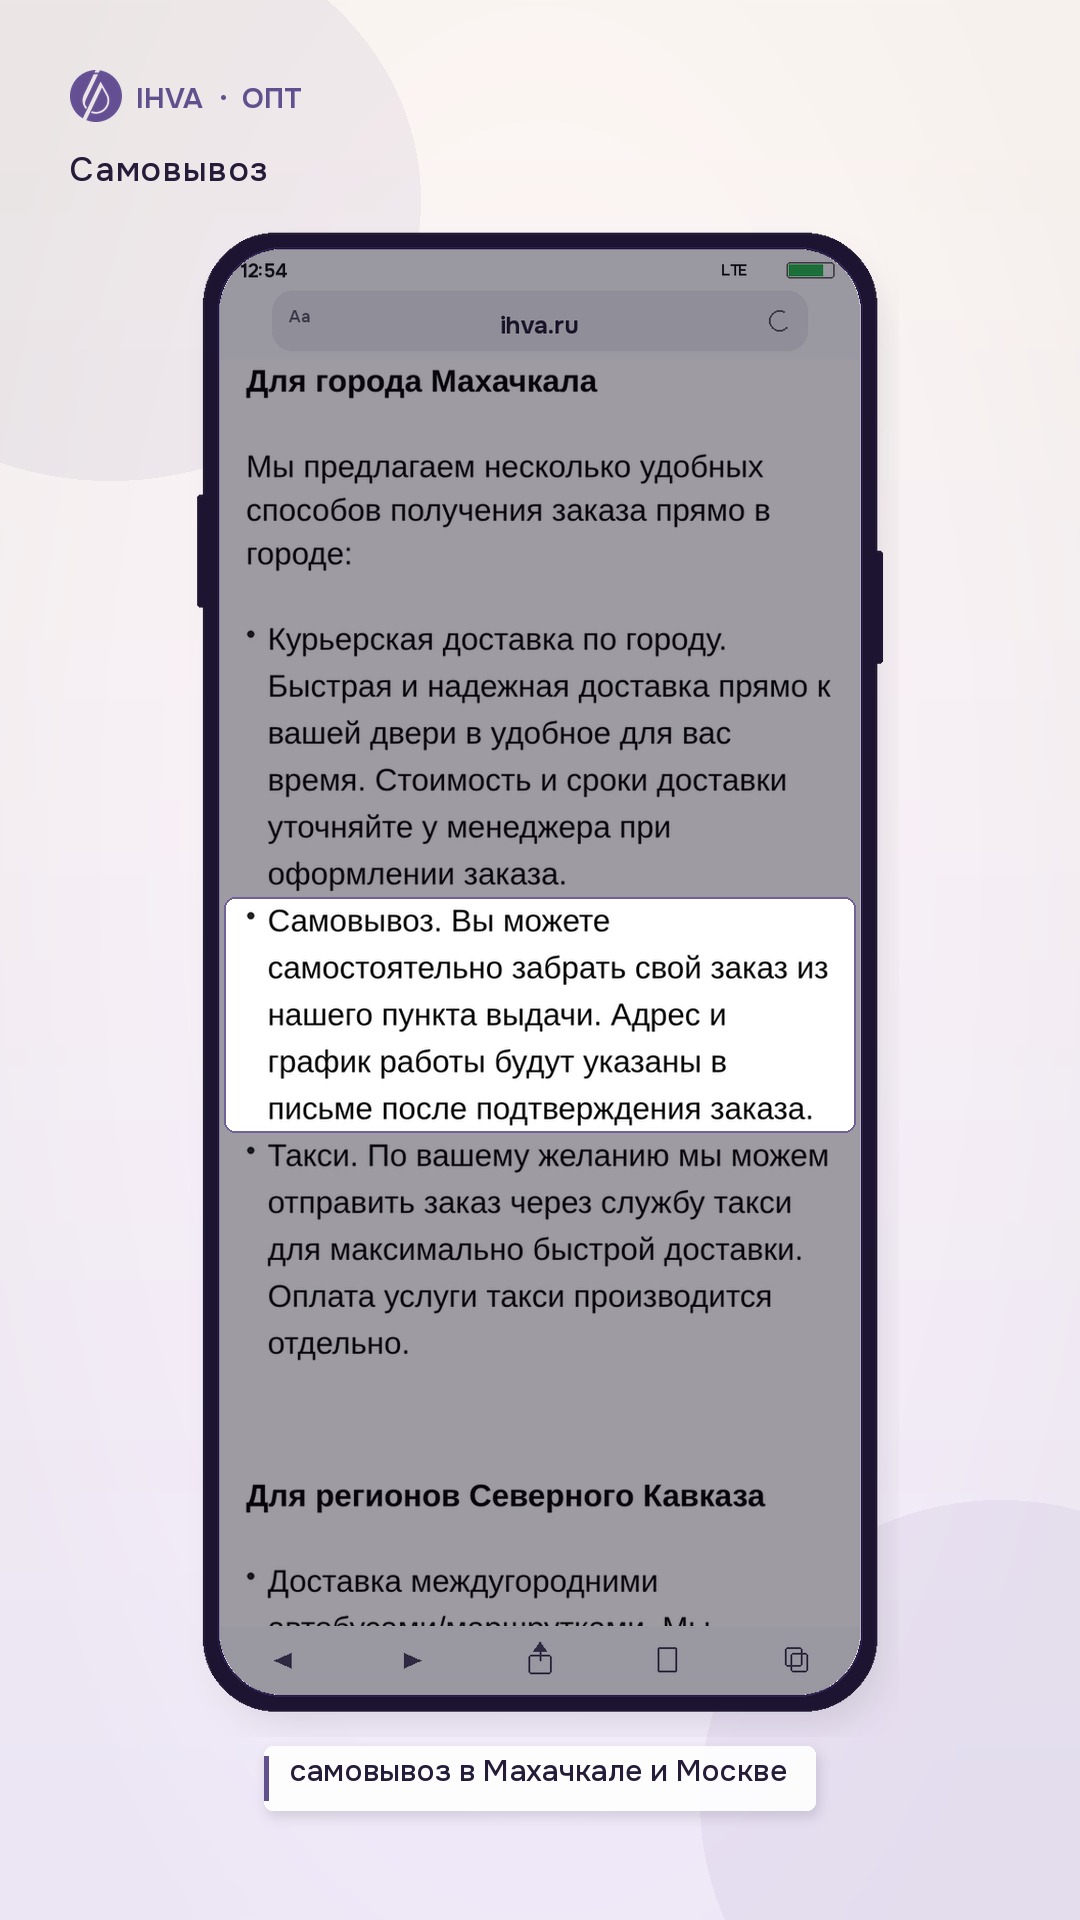 IHVA · ОПТ
Самовывоз
12:54
LTE
Aa
ihva.ru
Для города Махачкала
Мы предлагаем несколько удобных
способов получения заказа прямо в
городе:
• Курьерская доставка по городу.
Быстрая и надежная доставка прямо к
вашей двери в удобное для вас
время. Стоимость и сроки доставки
уточняйте у менеджера при
оформлении заказа.
• Самовывоз. Вы можете
самостоятельно забрать свой заказ из
нашего пункта выдачи. Адрес и
график работы будут указаны в
письме после подтверждения заказа.
• Такси. По вашему желанию мы можем
отправить заказ через службу такси
для максимально быстрой доставки.
Оплата услуги такси производится
отдельно.
Для регионов Северного Кавказа
• Доставка междугородними
автобусами/маршрутками. Мы
самовывоз в Махачкале и Москве